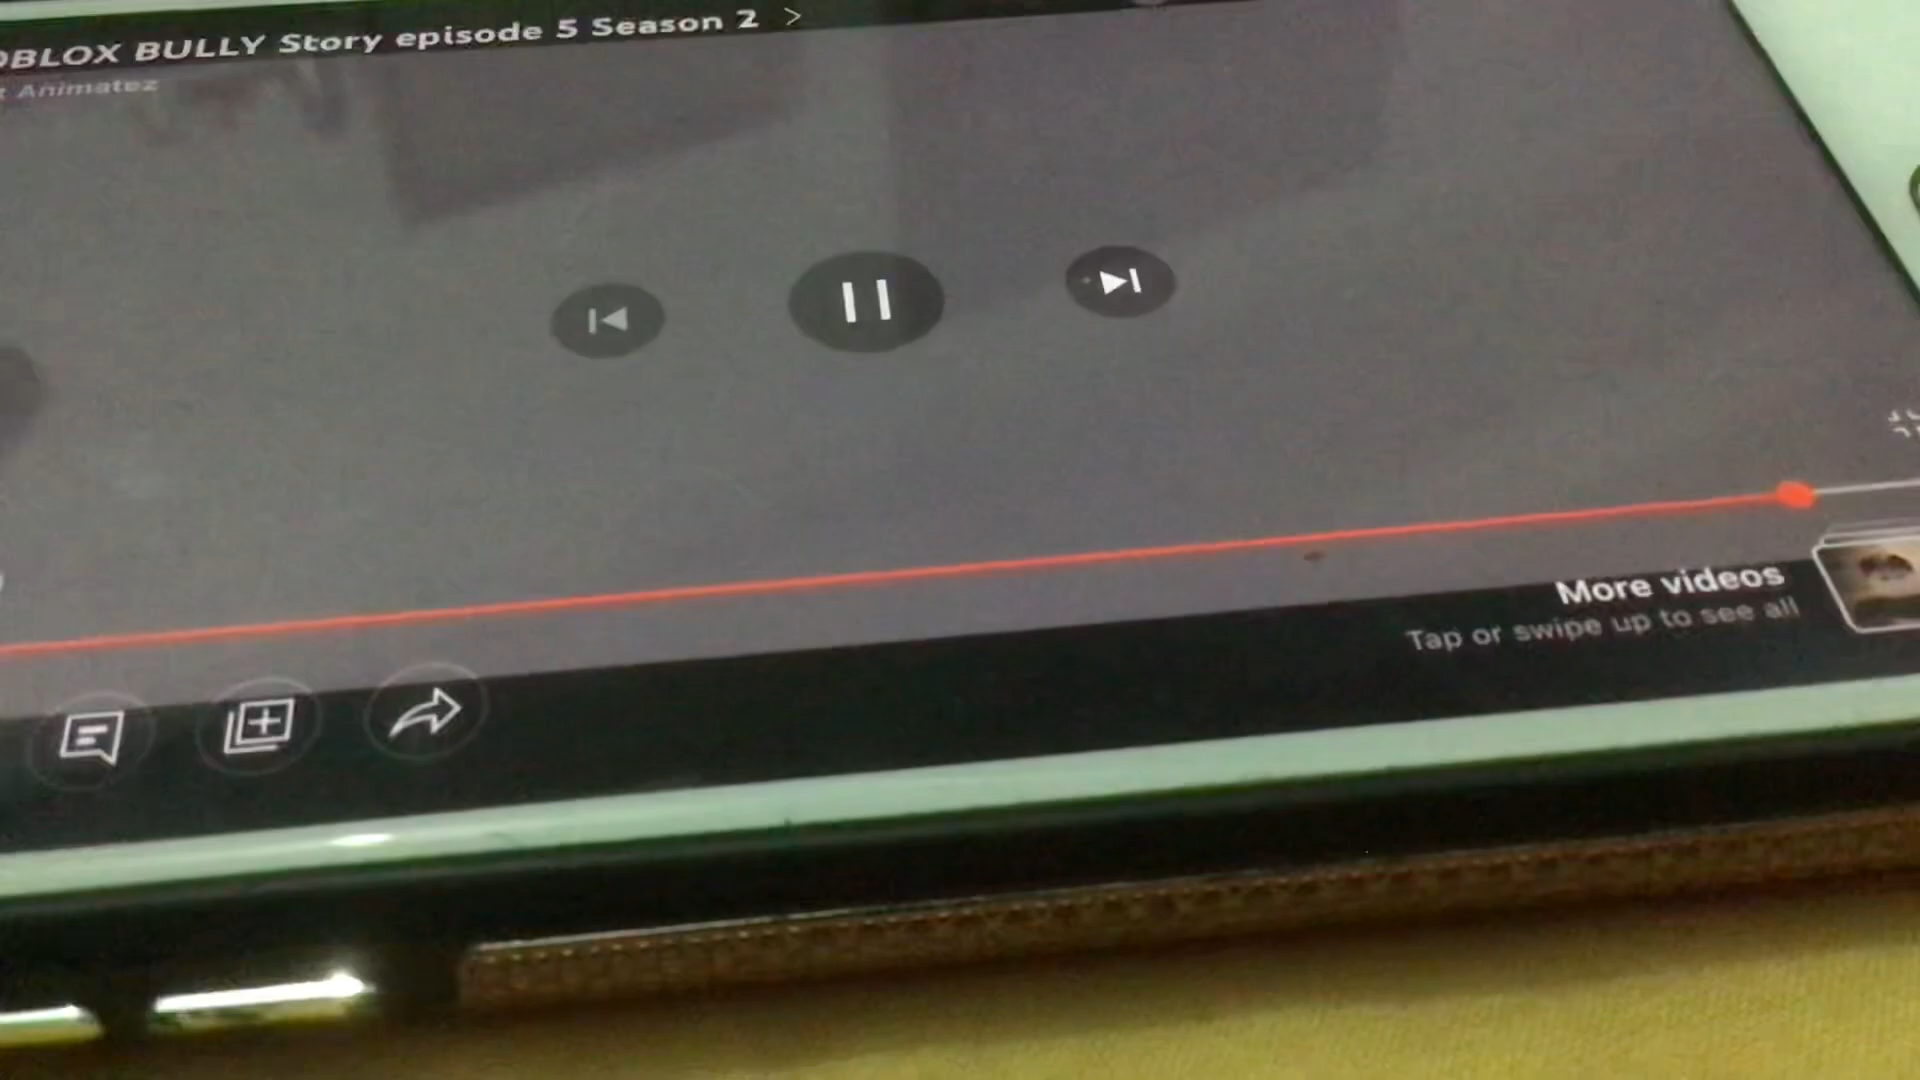 BLOX BULLY Story episode 5 Season 2 >
Animatez
More videos
Tap or swipe up to see all